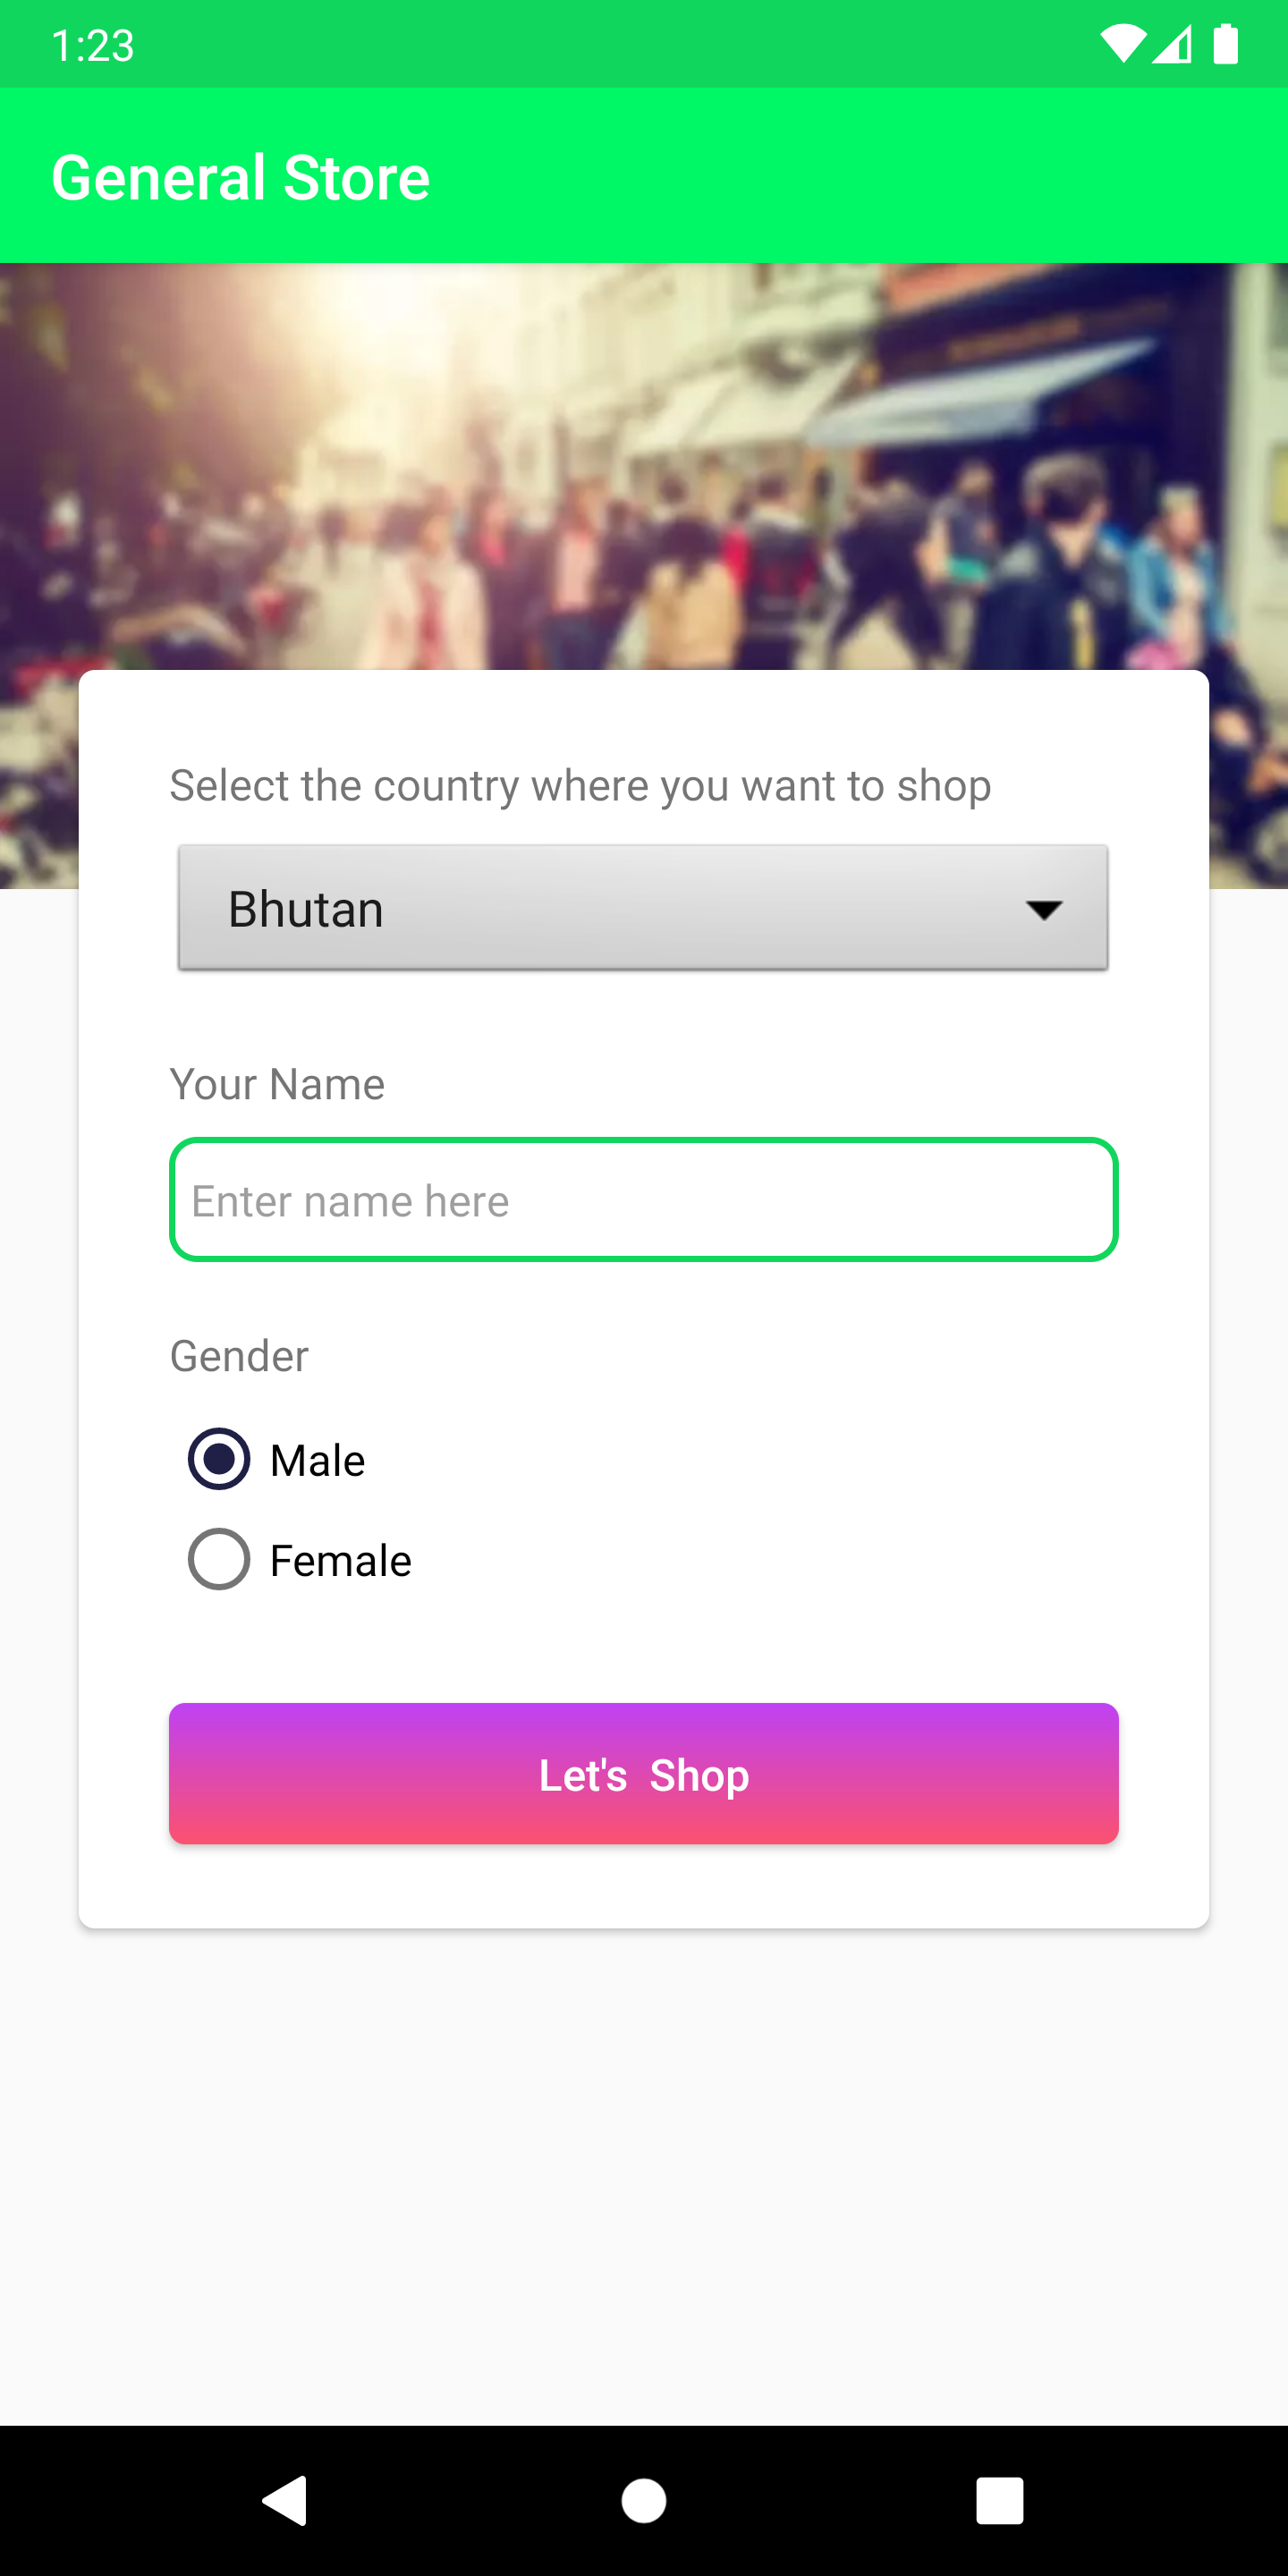 1:23
General Store
Select the country where you want to shop
Bhutan
Your Name
Enter name here
Gender
Male
Female
Let's  Shop